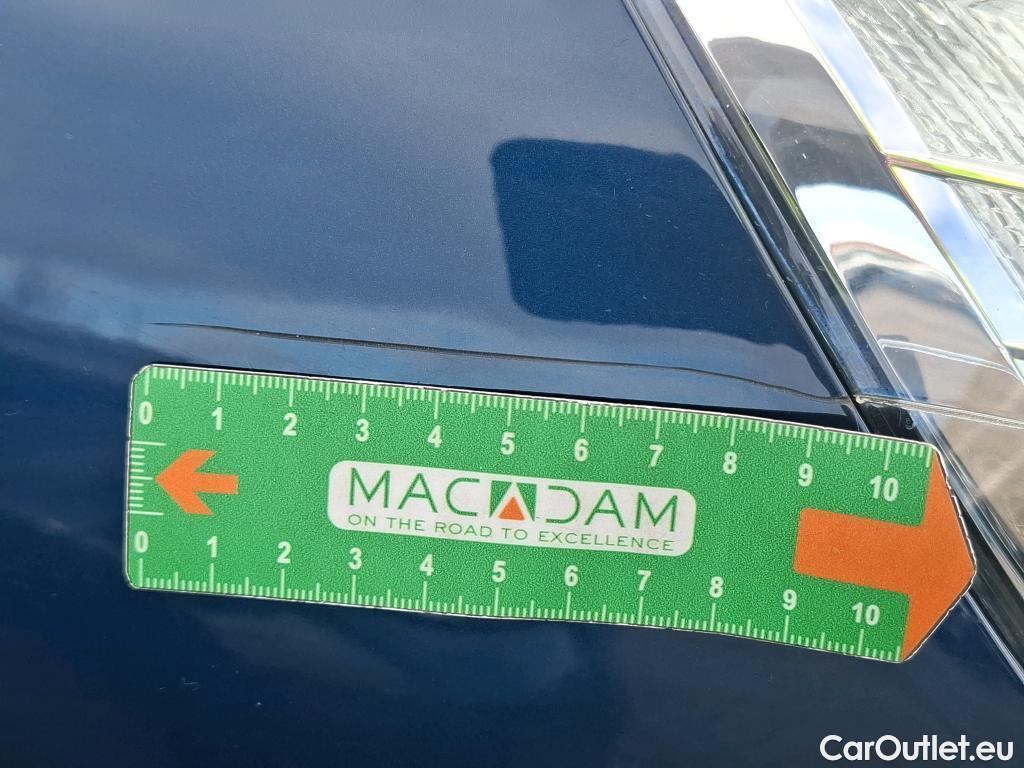 0 1 2 3 4 5 6 7 8 9 10
MACADAM
ON THE ROAD TO EXCELLENCE
0 1 2 3 4 5 6 7 8 9 10
CarOutlet.eu